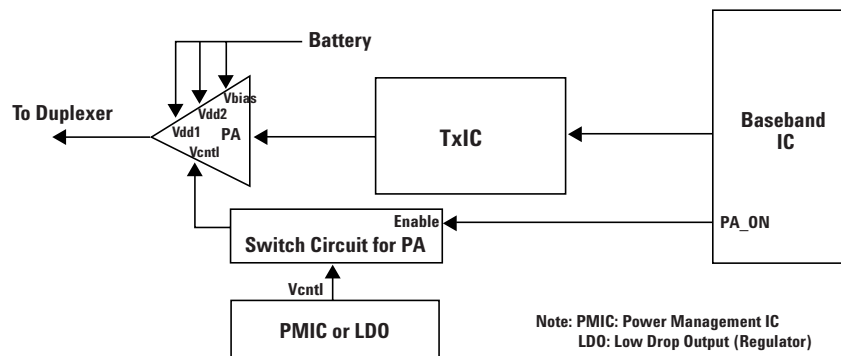 Battery
To Duplexer
Vbias
Vdd2
Vdd1
PA
Vcntl
TxIC
Baseband
IC
Enable
PA_ON
Switch Circuit for PA
Vcntl
PMIC or LDO
Note: PMIC: Power Management IC
LDO: Low Drop Output (Regulator)